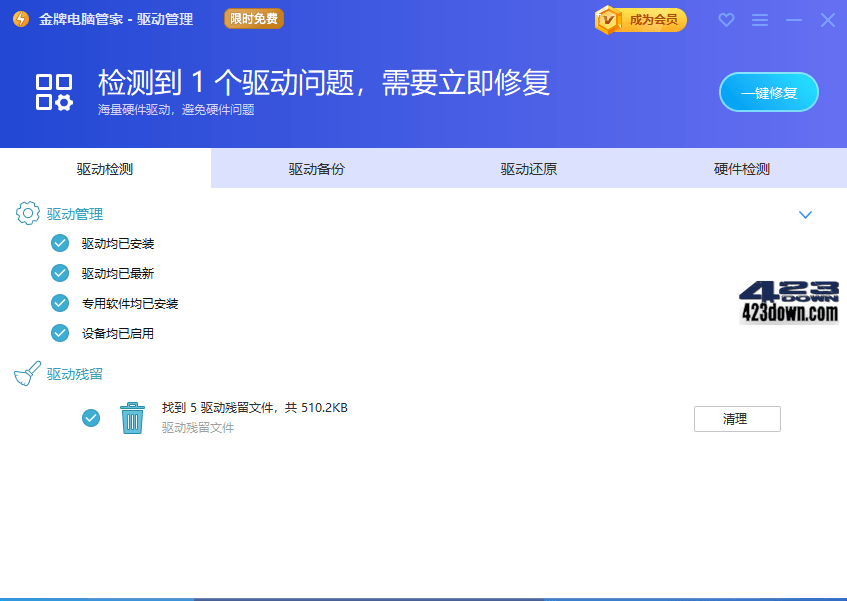 金牌电脑管家 - 驱动管理
限时免费
成为会员
检测到 1 个驱动问题，需要立即修复
海量硬件驱动，避免硬件问题
一键修复
驱动检测
驱动备份
驱动还原
硬件检测
驱动管理
驱动均已安装
驱动均已最新
专用软件均已安装
设备均已启用
423
DOWN
423down.com
驱动残留
找到 5 驱动残留文件，共 510.2KB
驱动残留文件
清理